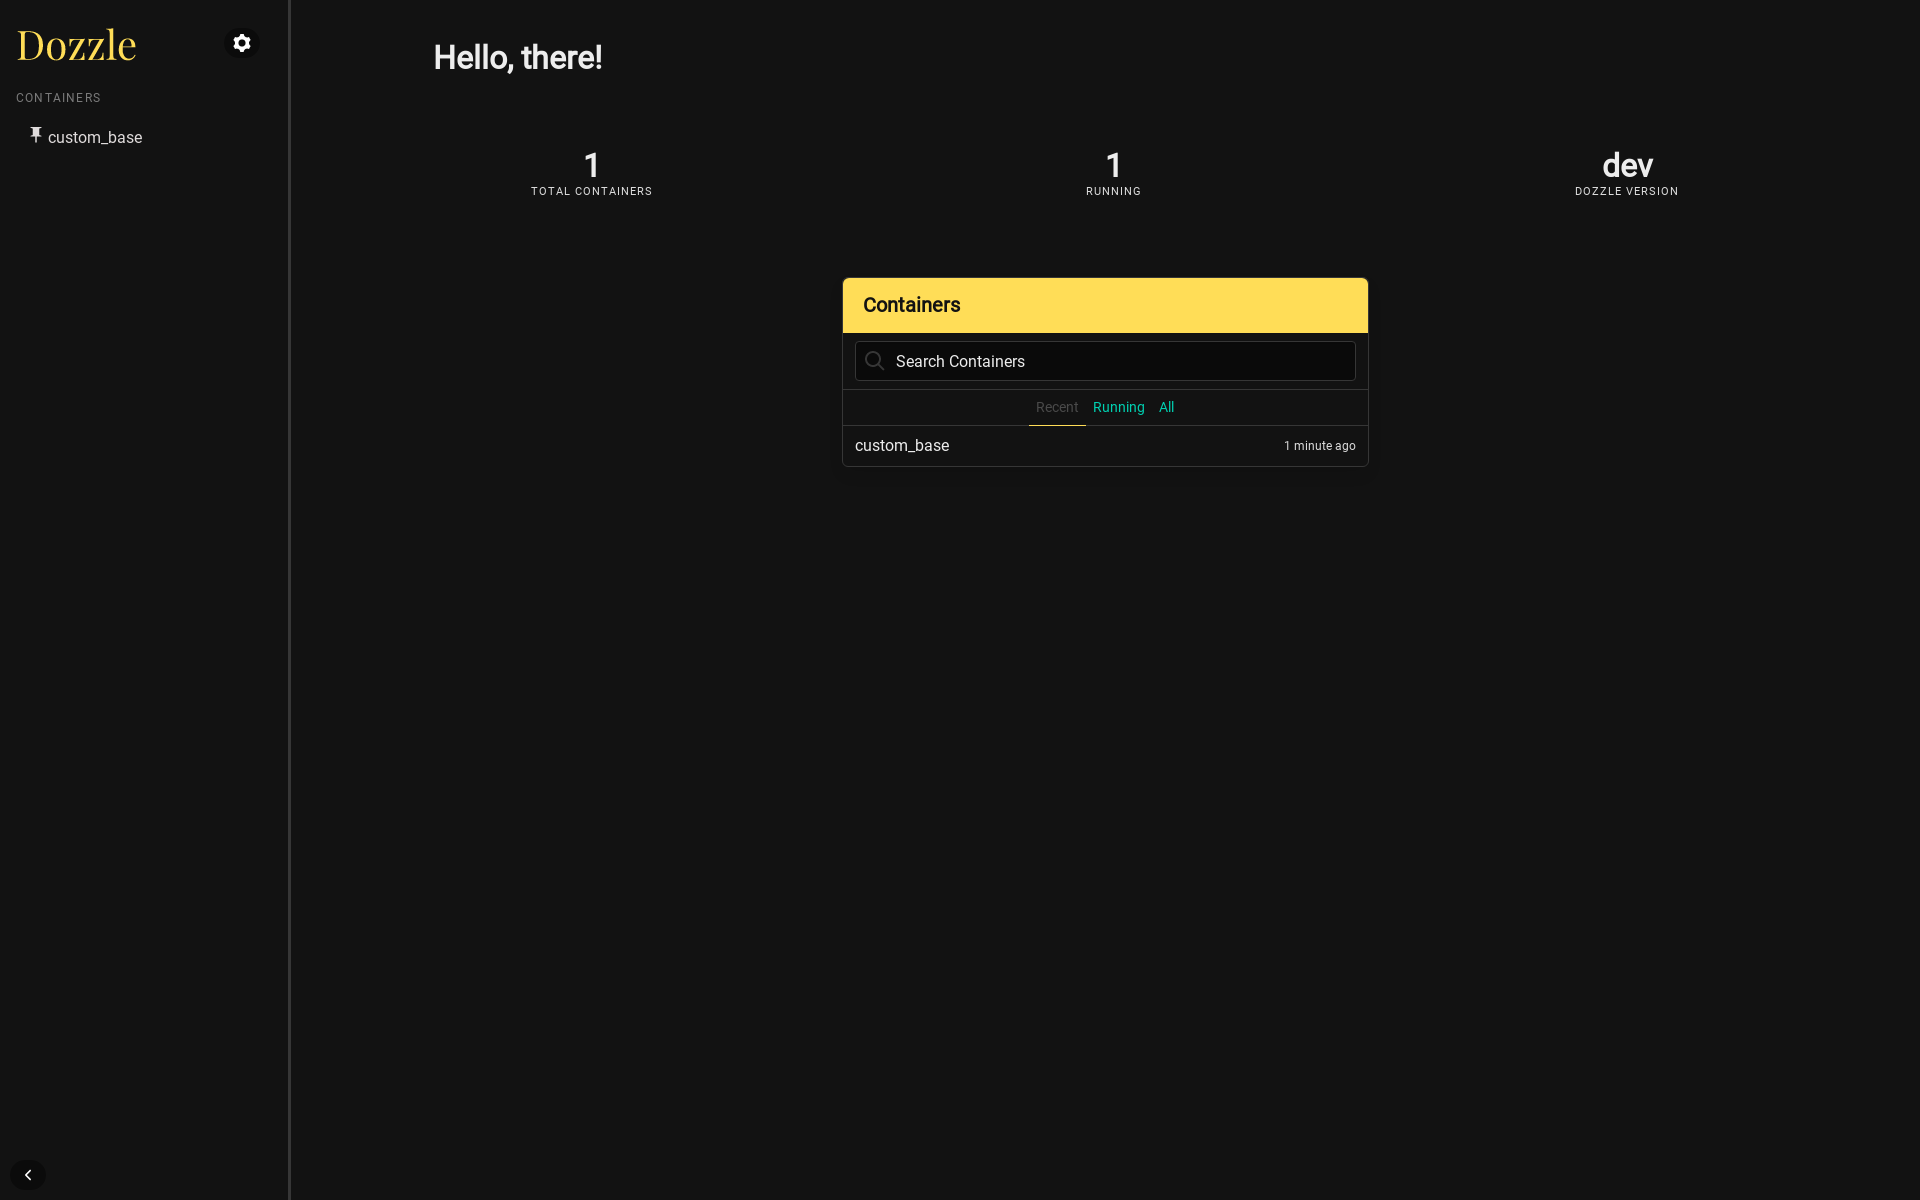 Dozzle
CONTAINERS
custom_base
Hello, there!
1
TOTAL CONTAINERS
1
RUNNING
dev
DOZZLE VERSION
Containers
Search Containers
Recent Running All
custom_base 1 minute ago